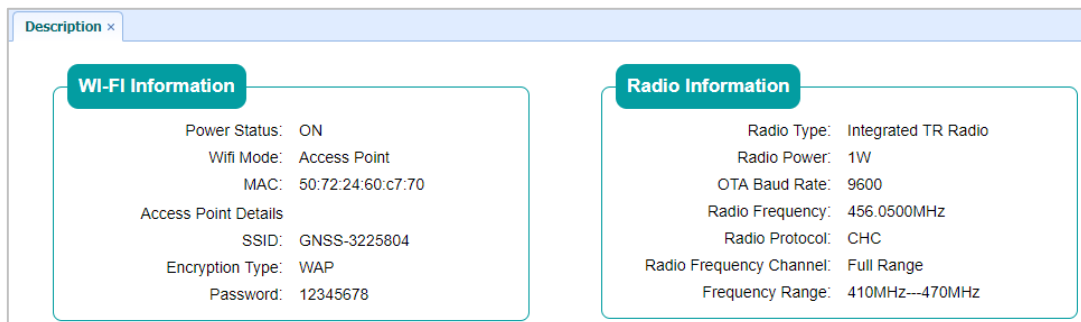 Description ×
WI-FI Information
Power Status: ON
Wifi Mode: Access Point
MAC: 50:72:24:60:c7:70
Access Point Details
SSID: GNSS-3225804
Encryption Type: WAP
Password: 12345678
Radio Information
Radio Type: Integrated TR Radio
Radio Power: 1W
OTA Baud Rate: 9600
Radio Frequency: 456.0500MHz
Radio Protocol: CHC
Radio Frequency Channel: Full Range
Frequency Range: 410MHz---470MHz